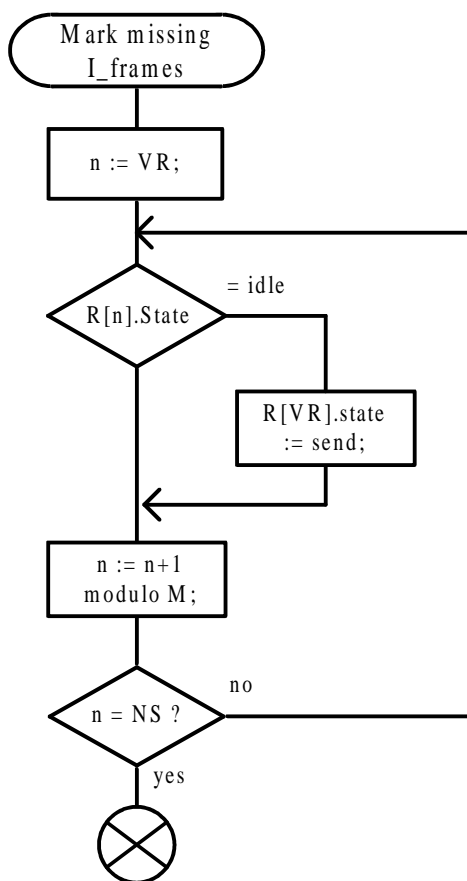 Mark missing
I_frames
n := VR;
R[n].State
= idle
R[VR].state
:= send;
n := n+1
modulo M;
n = NS ?
no
yes